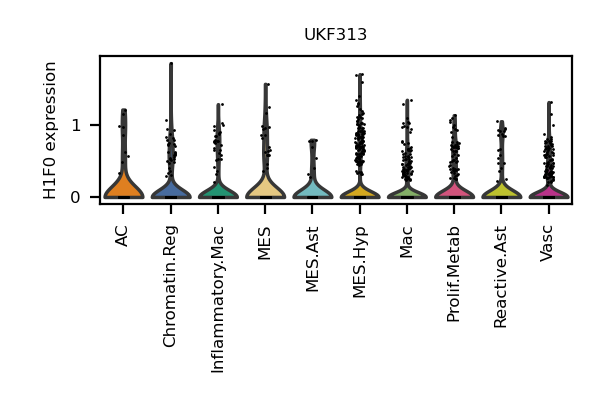 UKF313
H1F0 expression
1
0
AC
Chromatin.Reg
Inflammatory.Mac
MES
MES.Ast
MES.Hyp
Mac
Prolif.Metab
Reactive.Ast
Vasc